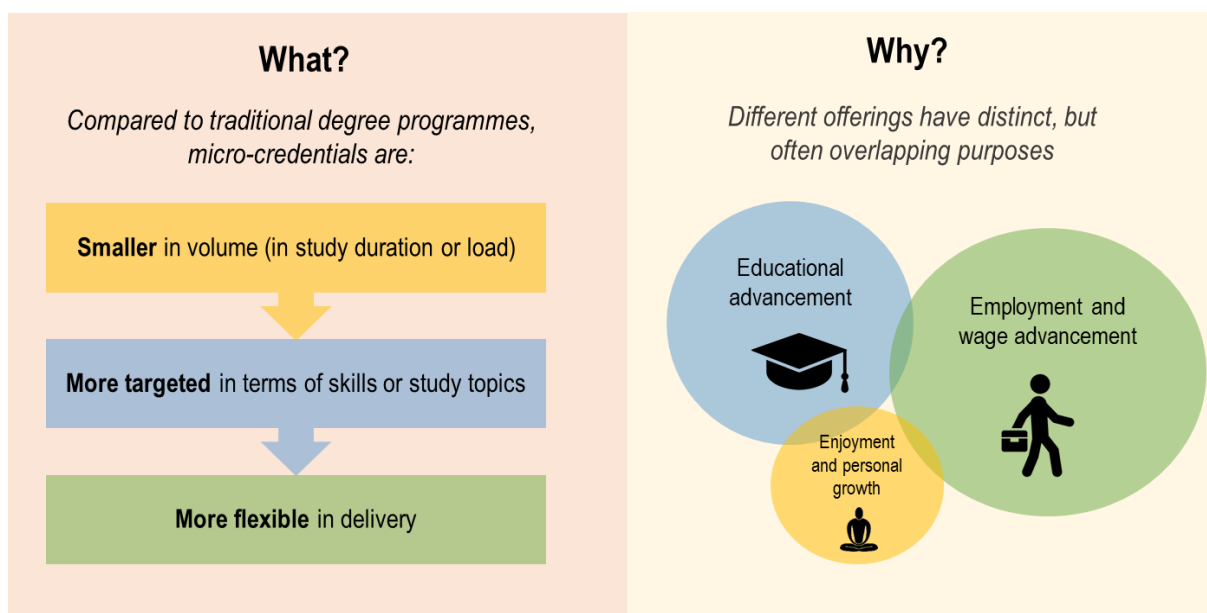 What?
Compared to traditional degree programmes,
micro-credentials are:
Smaller in volume (in study duration or load)
More targeted in terms of skills or study topics
More flexible in delivery
Why?
Different offerings have distinct, but
often overlapping purposes
Educational
advancement
Employment and
wage advancement
Enjoyment
and personal
growth